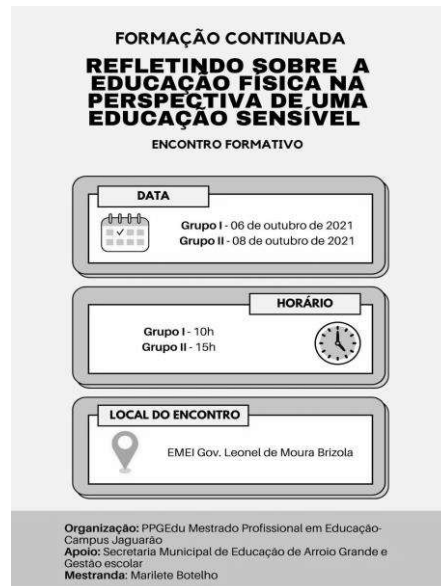 FORMAÇÃO CONTINUADA
REFLETINDO SOBRE A
EDUCAÇÃO FÍSICA NA
PERSPECTIVA DE UMA
EDUCAÇÃO SENSÍVEL
ENCONTRO FORMATIVO
DATA
Grupo I - 06 de outubro de 2021
Grupo II - 08 de outubro de 2021
HORÁRIO
Grupo I - 10h
Grupo II - 15h
LOCAL DO ENCONTRO
EMEI Gov. Leonel de Moura Brizola
Organização: PPGEdu Mestrado Profissional em Educação-
Campus Jaguarão
Apoio: Secretaria Municipal de Educação de Arroio Grande e
Gestão escolar
Mestranda: Marilete Botelho